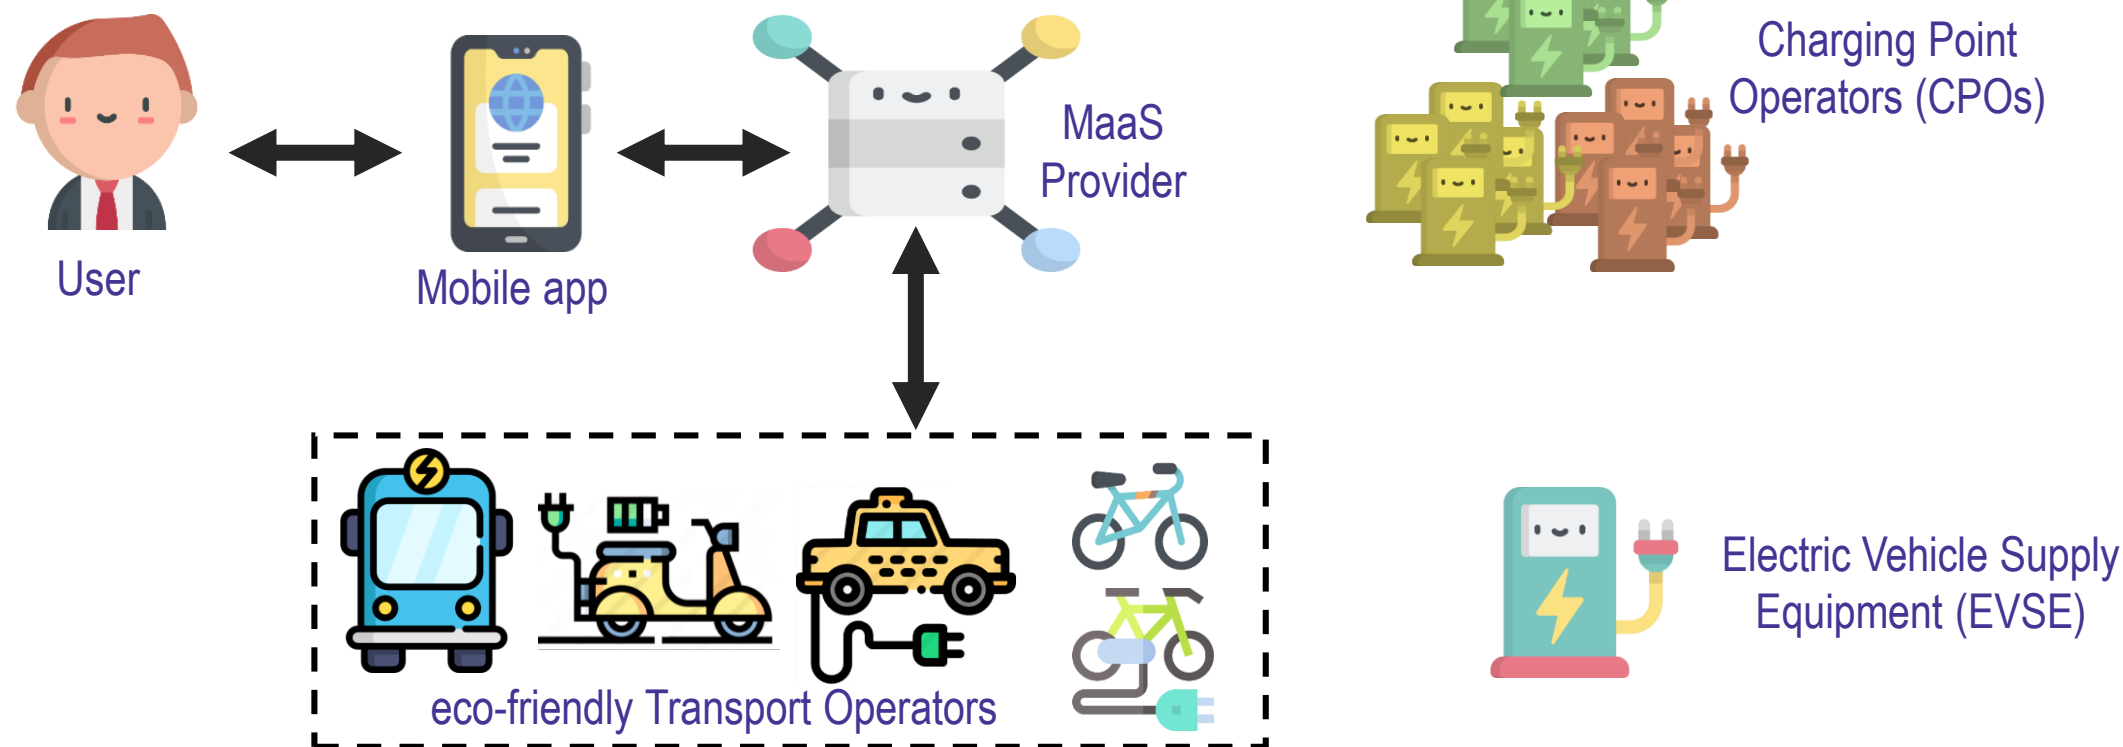 User
Mobile app
MaaS
Provider
Charging Point
Operators (CPOs)
eco-friendly Transport Operators
Electric Vehicle Supply
Equipment (EVSE)